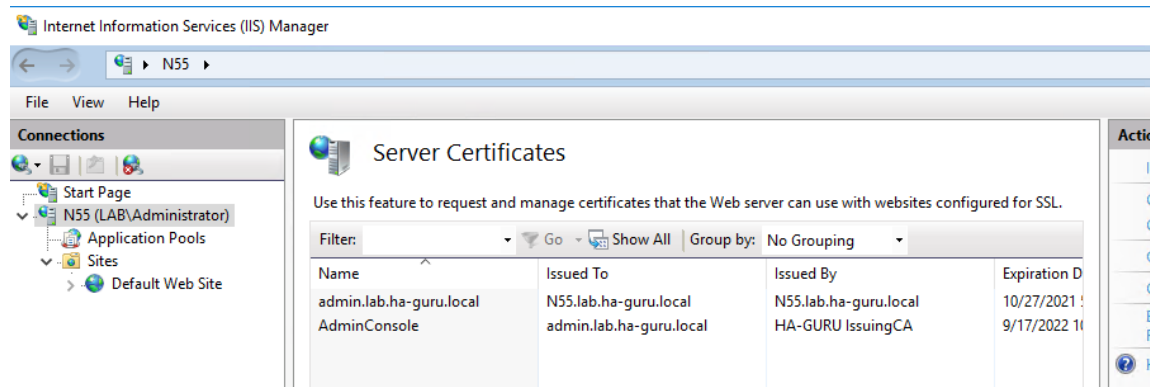 Internet Information Services (IIS) Manager
N55
File View Help
Connections
Start Page
N55 (LAB\Administrator)
Application Pools
Sites
Default Web Site
Server Certificates
Use this feature to request and manage certificates that the Web server can use with websites configured for SSL.
Filter: Go Show All Group by: No Grouping
Name Issued To Issued By Expiration D
admin.lab.ha-guru.local N55.lab.ha-guru.local N55.lab.ha-guru.local 10/27/2021
AdminConsole admin.lab.ha-guru.local HA-GURU IssuingCA 9/17/2022